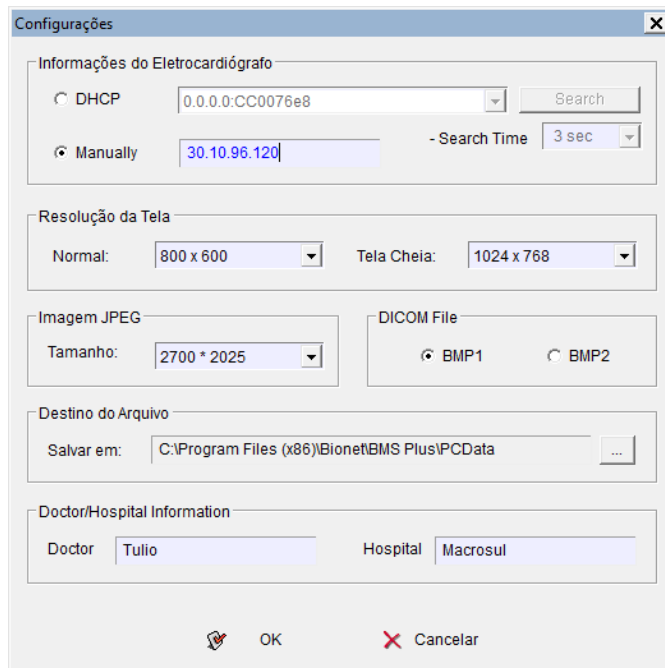 Configurações
Informações do Eletrocardiógrafo
DHCP 0.0.0.0:CC0076e8 Search
- Search Time 3 sec
Manually 30.10.96.120
Resolução da Tela
Normal: 800 x 600 Tela Cheia: 1024 x 768
Imagem JPEG DICOM File
Tamanho: 2700 * 2025 BMP1 BMP2
Destino do Arquivo
Salvar em: C:\Program Files (x86)\Bionet\BMS Plus\PCData ...
Doctor/Hospital Information
Doctor Tulio Hospital Macrosul
OK Cancelar